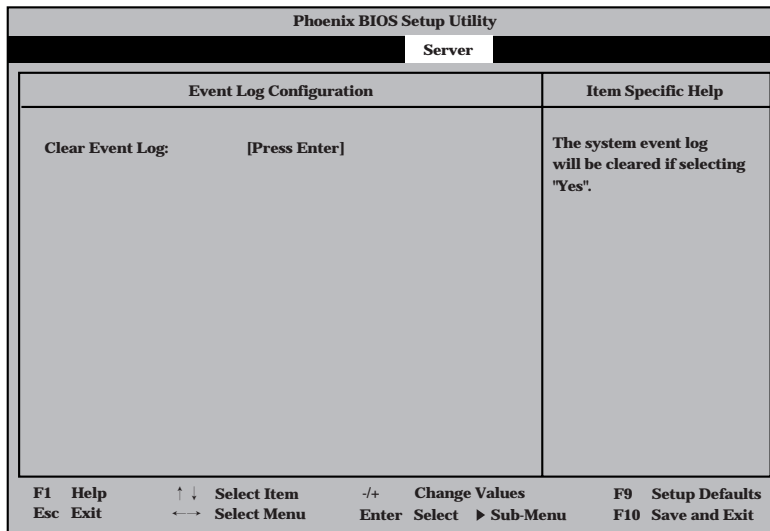 Phoenix BIOS Setup Utility
Server
Event Log Configuration
Item Specific Help
Clear Event Log: [Press Enter]
The system event log
will be cleared if selecting
"Yes".
F1 Help ↑ ↓ Select Item -/+ Change Values F9 Setup Defaults
Esc Exit ←→ Select Menu Enter Select ▶ Sub-Menu F10 Save and Exit